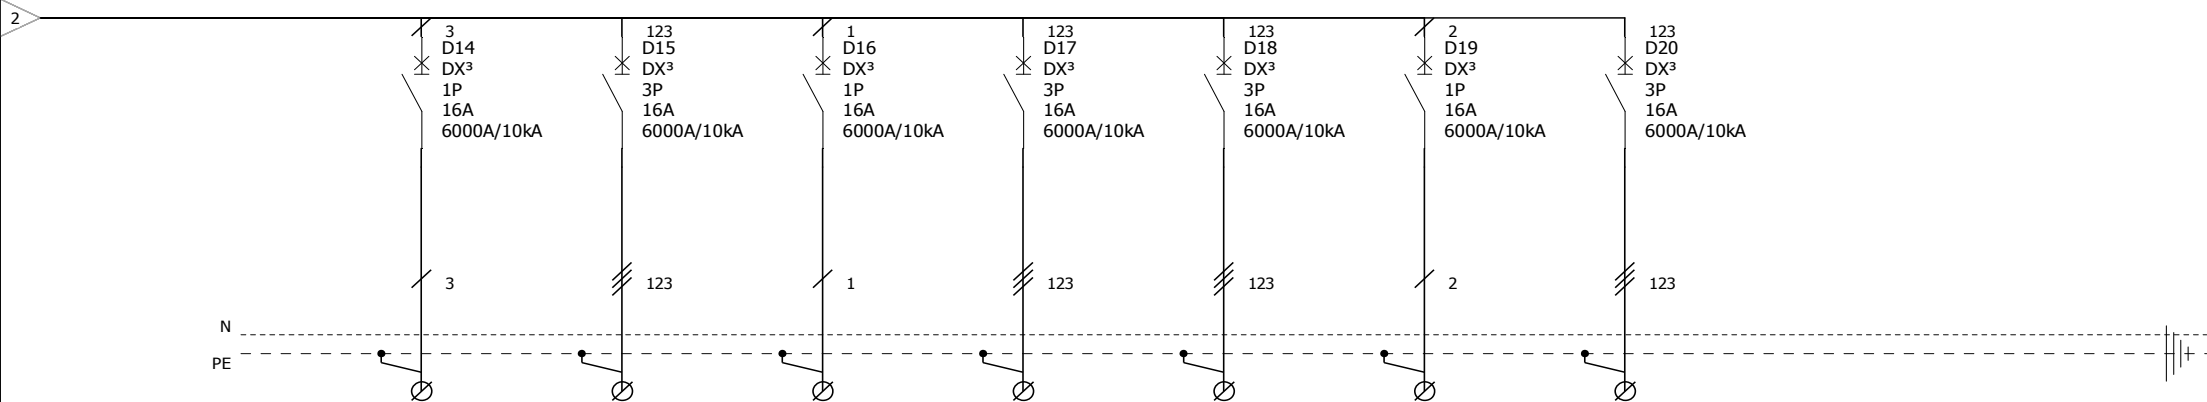 2
3
D14
DX³
1P
16A
6000A/10kA
123
D15
DX³
3P
16A
6000A/10kA
1
D16
DX³
1P
16A
6000A/10kA
123
D17
DX³
3P
16A
6000A/10kA
123
D18
DX³
3P
16A
6000A/10kA
2
D19
DX³
1P
16A
6000A/10kA
123
D20
DX³
3P
16A
6000A/10kA
3
123
1
123
123
2
123
N
PE